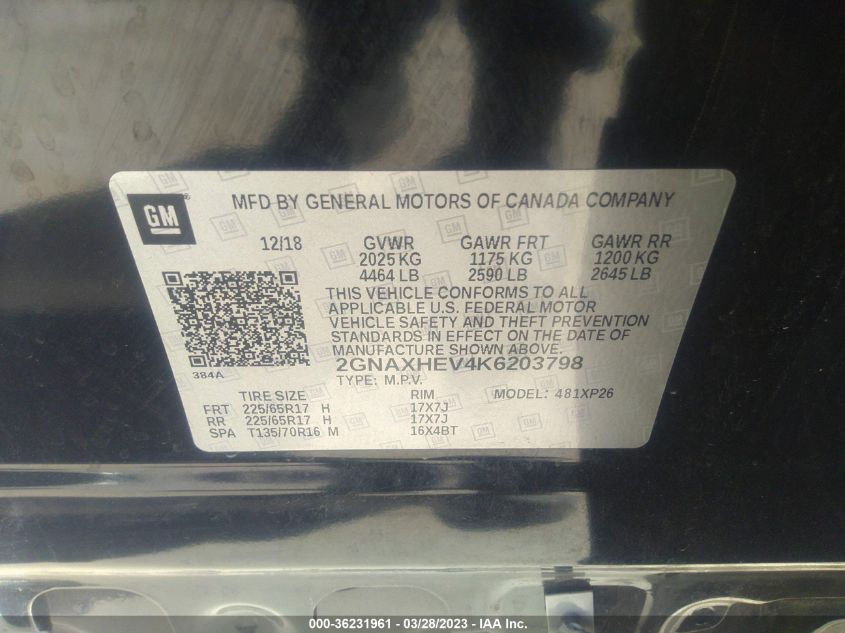 GM
MFD BY GENERAL MOTORS OF CANADA COMPANY
12/18 GVWR GAWR FRT GAWR RR
2025 KG 1175 KG 1200 KG
4464 LB 2590 LB 2645 LB
THIS VEHICLE CONFORMS TO ALL
APPLICABLE U.S. FEDERAL MOTOR
VEHICLE SAFETY AND THEFT PREVENTION
STANDARDS IN EFFECT ON THE DATE OF
MANUFACTURE SHOWN ABOVE.
384A 2GNAXHEV4K6203798
TYPE: M.P.V.
TIRE SIZE RIM MODEL: 481XP26
FRT 225/65R17 H 17X7J
RR 225/65R17 H 17X7J
SPA T135/70R16 M 16X4BT
000-36231961 - 03/28/2023 - © IAA Inc.